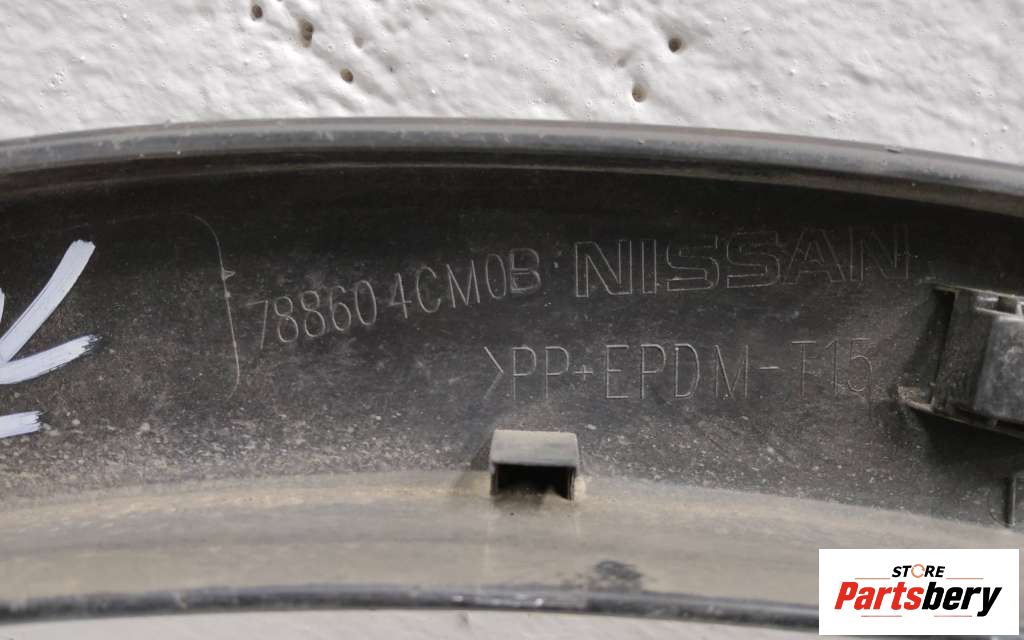 788604CM0B NISSAN
>PP+EPDM-T15
STORE
Partsbery